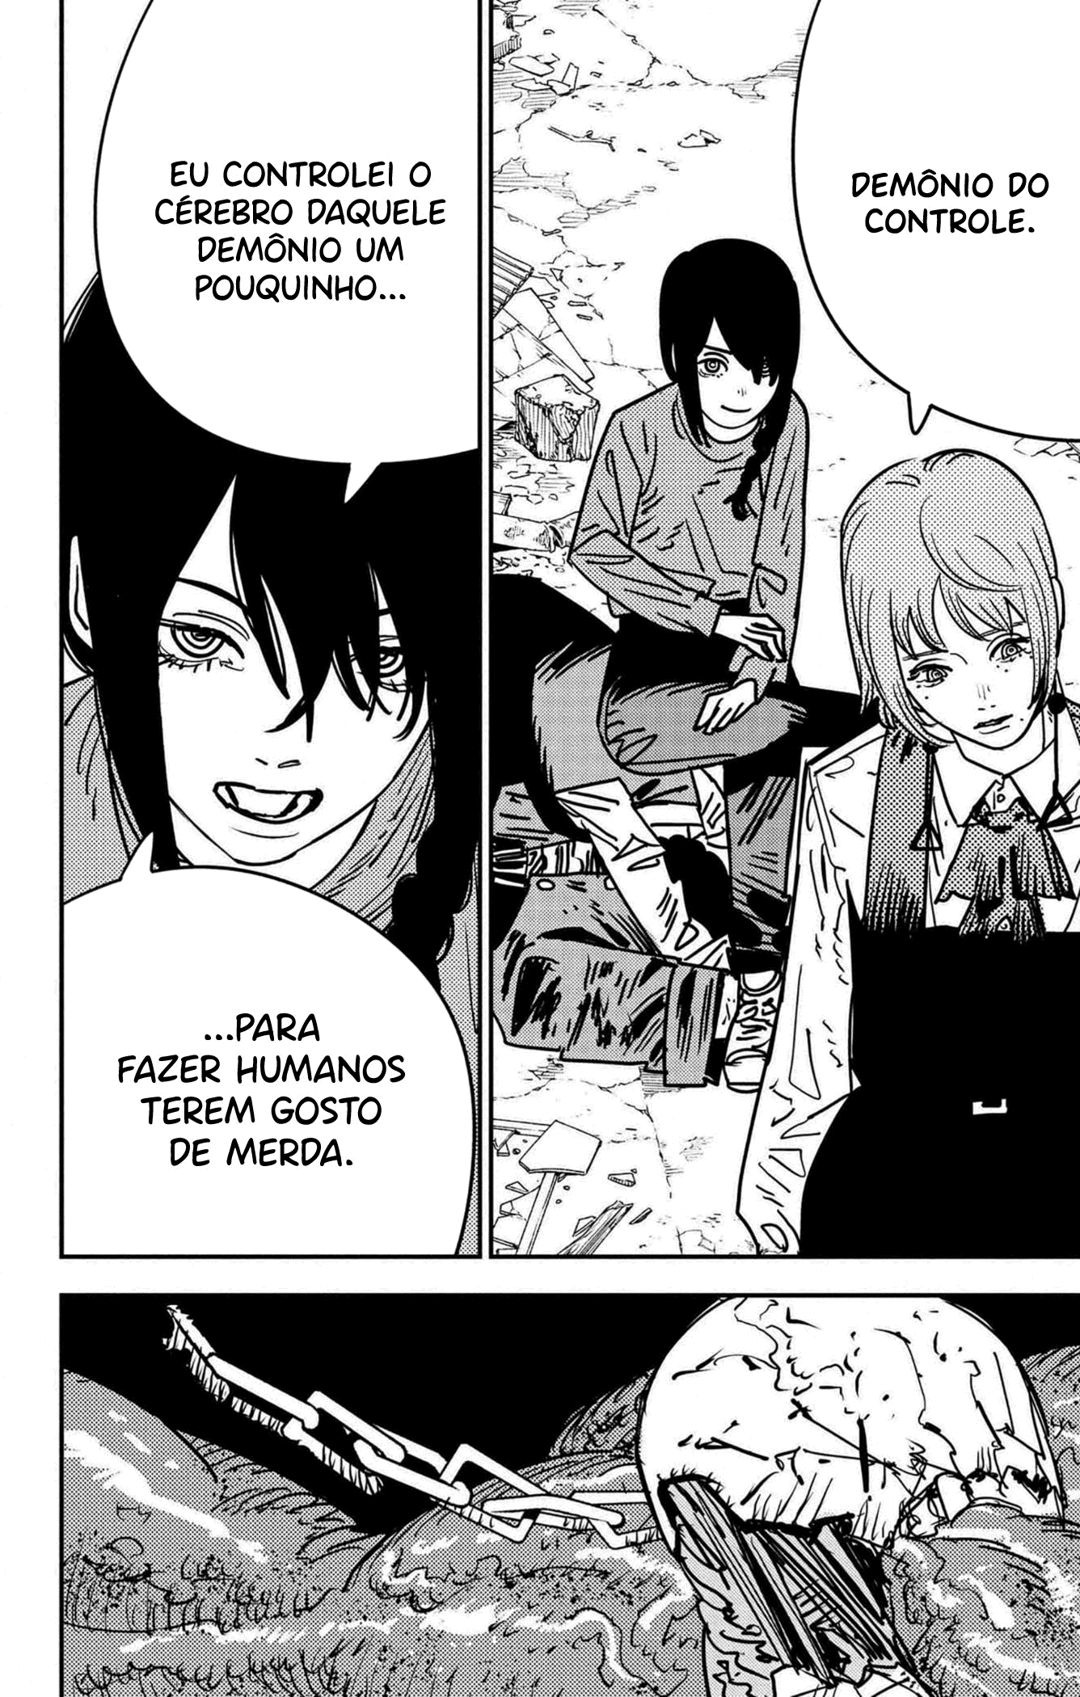 DEMÔNIO DO
CONTROLE.
EU CONTROLEI O
CÉREBRO DAQUELE
DEMÔNIO UM
POUQUINHO...
...PARA
FAZER HUMANOS
TEREM GOSTO
DE MERDA.